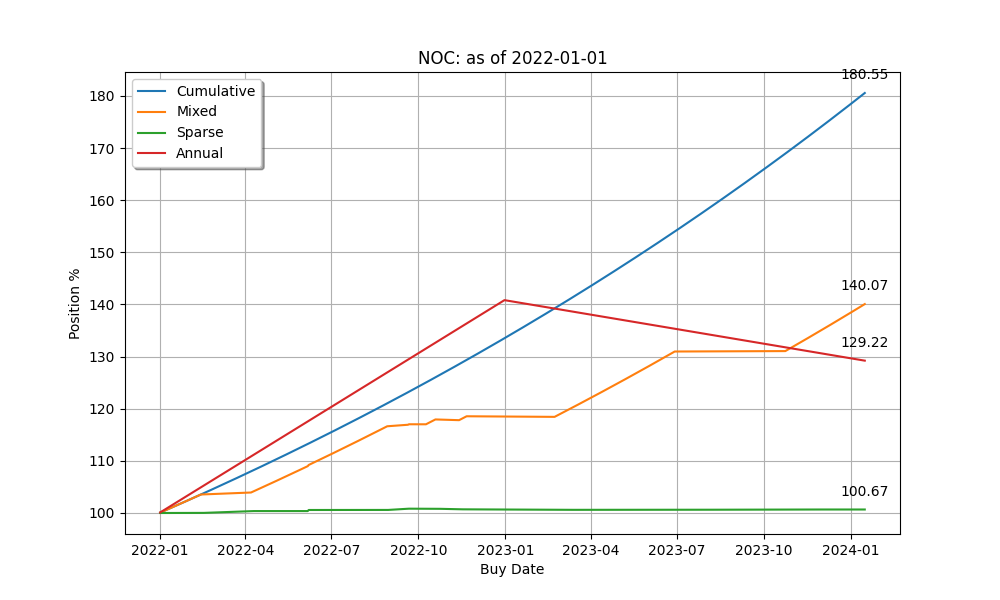 NOC: as of 2022-01-01
Cumulative
Mixed
Sparse
Annual
180.55
140.07
129.22
100.67
180
170
160
150
140
130
120
110
100
Position %
2022-01 2022-04 2022-07 2022-10 2023-01 2023-04 2023-07 2023-10 2024-01
Buy Date